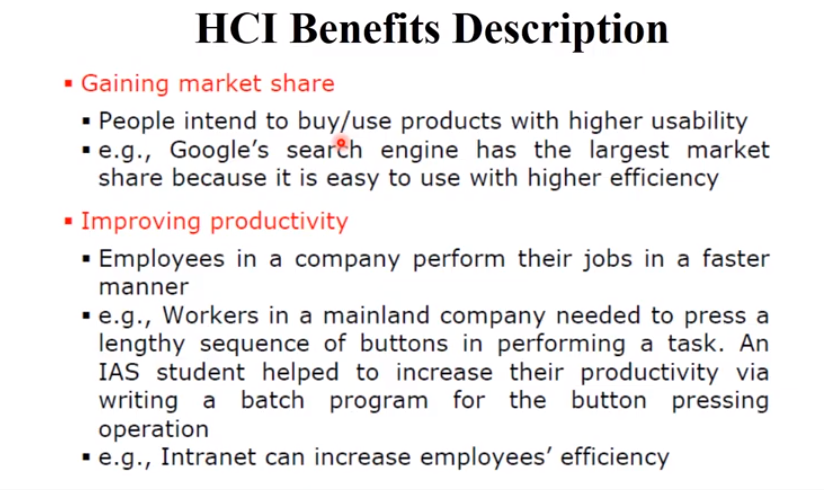 HCI Benefits Description
▪ Gaining market share
▪ People intend to buy/use products with higher usability
▪ e.g., Google's search engine has the largest market
share because it is easy to use with higher efficiency
▪ Improving productivity
▪ Employees in a company perform their jobs in a faster
manner
▪ e.g., Workers in a mainland company needed to press a
lengthy sequence of buttons in performing a task. An
IAS student helped to increase their productivity via
writing a batch program for the button pressing
operation
▪ e.g., Intranet can increase employees' efficiency